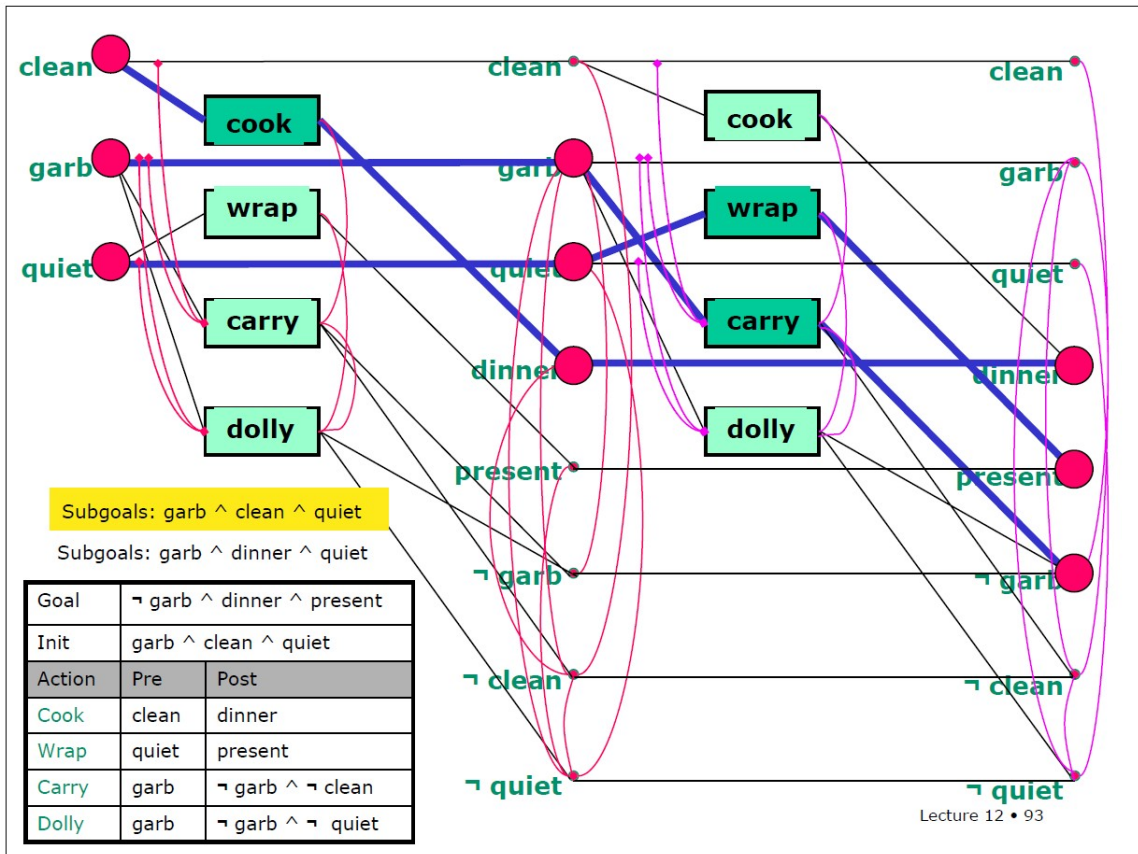 clean clean clean
cook cook
garb garb garb
wrap wrap
quiet quiet quiet
carry carry
dinner dinner
dolly dolly
present present
Subgoals: garb ^ clean ^ quiet
Subgoals: garb ^ dinner ^ quiet
¬ garb ¬ garb
Goal ¬ garb ^ dinner ^ present
Init garb ^ clean ^ quiet
Action Pre Post
¬ clean ¬ clean
Cook clean dinner
Wrap quiet present
Carry garb ¬ garb ^ ¬ clean
Dolly garb ¬ garb ^ ¬ quiet
¬ quiet ¬ quiet
Lecture 12 • 93